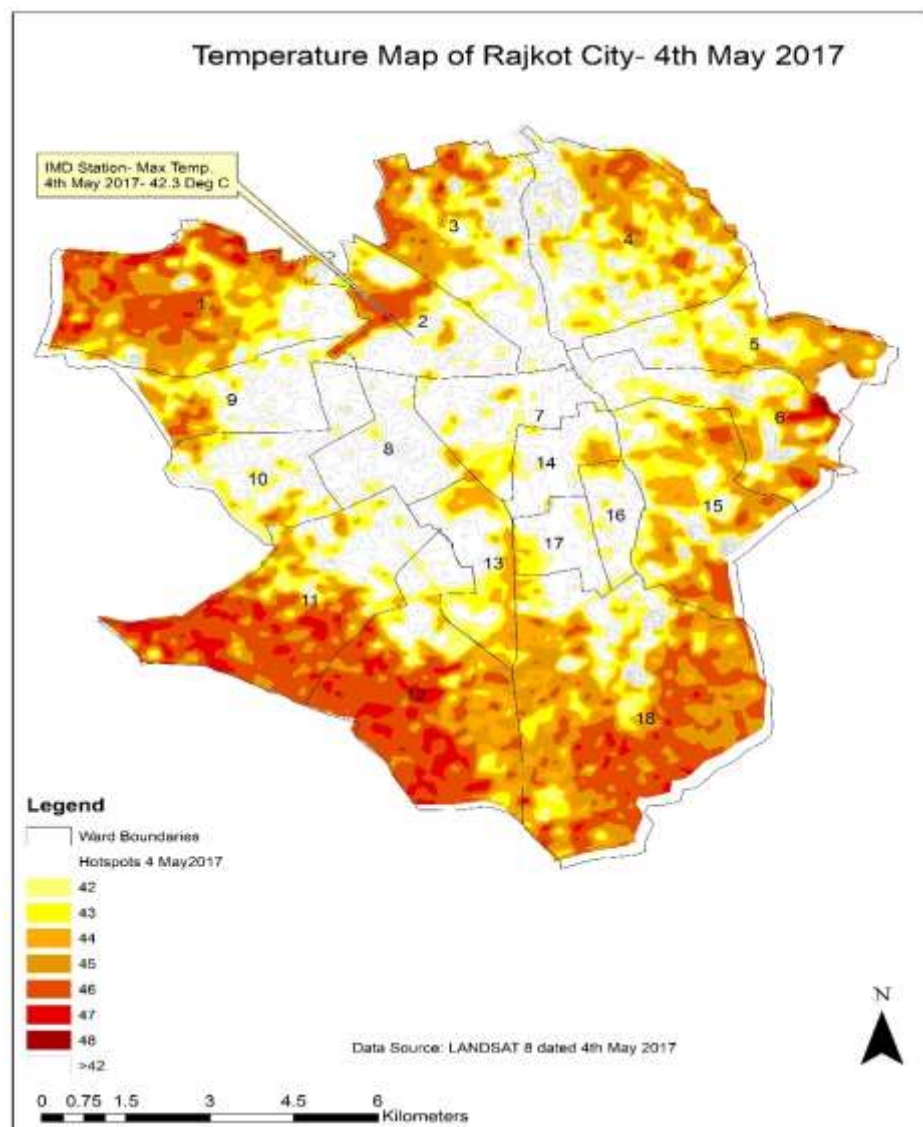 Temperature Map of Rajkot City- 4th May 2017
IMD Station- Max Temp.
4th May 2017- 42.3 Deg C
3
4
1
2
5
9
7
6
8
14
10
15
16
17
13
11
12
18
Legend
Ward Boundaries
Hotspots 4 May2017
42
43
44
45
46
47
48
>42
N
Data Source: LANDSAT 8 dated 4th May 2017
0 0.75 1.5 3 4.5 6
Kilometers